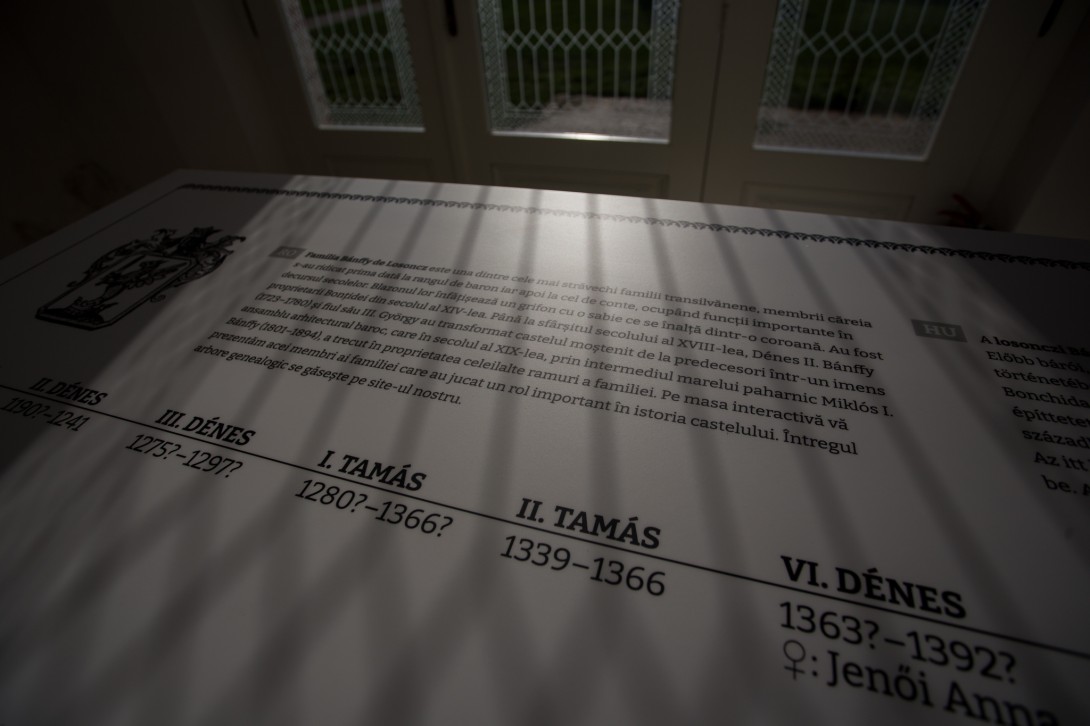 RO
Familia Bánffy de Losoncz este una dintre cele mai străvechi familii transilvănene, membrii căreia
s-au ridicat prima dată la rangul de baron iar apoi la cel de conte, ocupând funcții importante în
decursul secolelor. Blazonul lor înfățișează un grifon cu o sabie ce se înalță dintr-o coroană. Au fost
proprietarii Bonțidei din secolul al XIV-lea. Până la sfârșitul secolului al XVIII-lea, Dénes II. Bánffy
(1723–1780) și fiul său III. György au transformat castelul moștenit de la predecesori într-un imens
ansamblu arhitectural baroc, care în secolul al XIX-lea, prin intermediul marelui paharnic Miklós I.
Bánffy (1801–1894), a trecut în proprietatea celeilalte ramuri a familiei. Pe masa interactivă vă
prezentăm acei membri ai familiei care au jucat un rol important în istoria castelului. Întregul
arbore genealogic se găsește pe site-ul nostru.
HU
A losonczi
Előbb báról
történetéb
Bonchida
építtetet
század
Az itt
be. A
II. DÉNES
1190?–1241
III. DÉNES
1275?–1297?
I. TAMÁS
1280?–1366?
II. TAMÁS
1339–1366
VI. DÉNES
1363?–1392?
♀: Jenői Anna